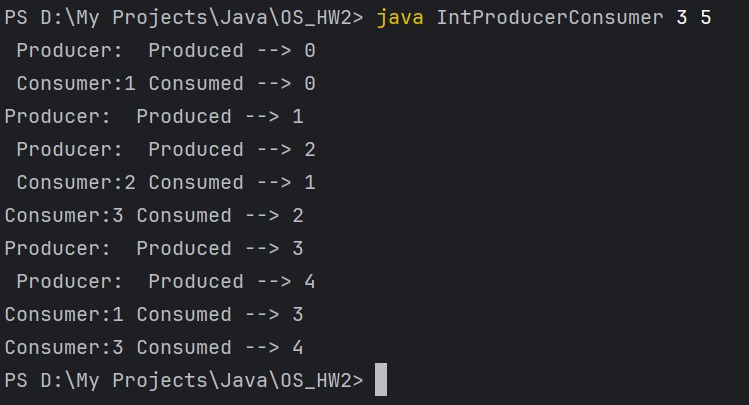 PS D:\My Projects\Java\OS_HW2> java IntProducerConsumer 3 5
 Producer:  Produced --> 0
 Consumer:1 Consumed --> 0
Producer:  Produced --> 1
 Producer:  Produced --> 2
 Consumer:2 Consumed --> 1
Consumer:3 Consumed --> 2
Producer:  Produced --> 3
 Producer:  Produced --> 4
Consumer:1 Consumed --> 3
Consumer:3 Consumed --> 4
PS D:\My Projects\Java\OS_HW2>